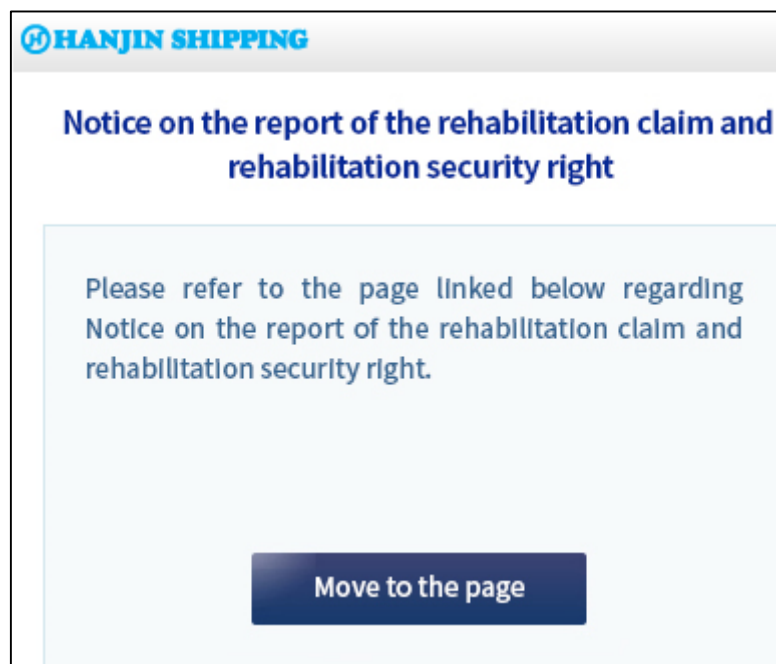 HANJIN SHIPPING
Notice on the report of the rehabilitation claim and
rehabilitation security right
Please refer to the page linked below regarding
Notice on the report of the rehabilitation claim and
rehabilitation security right.
Move to the page